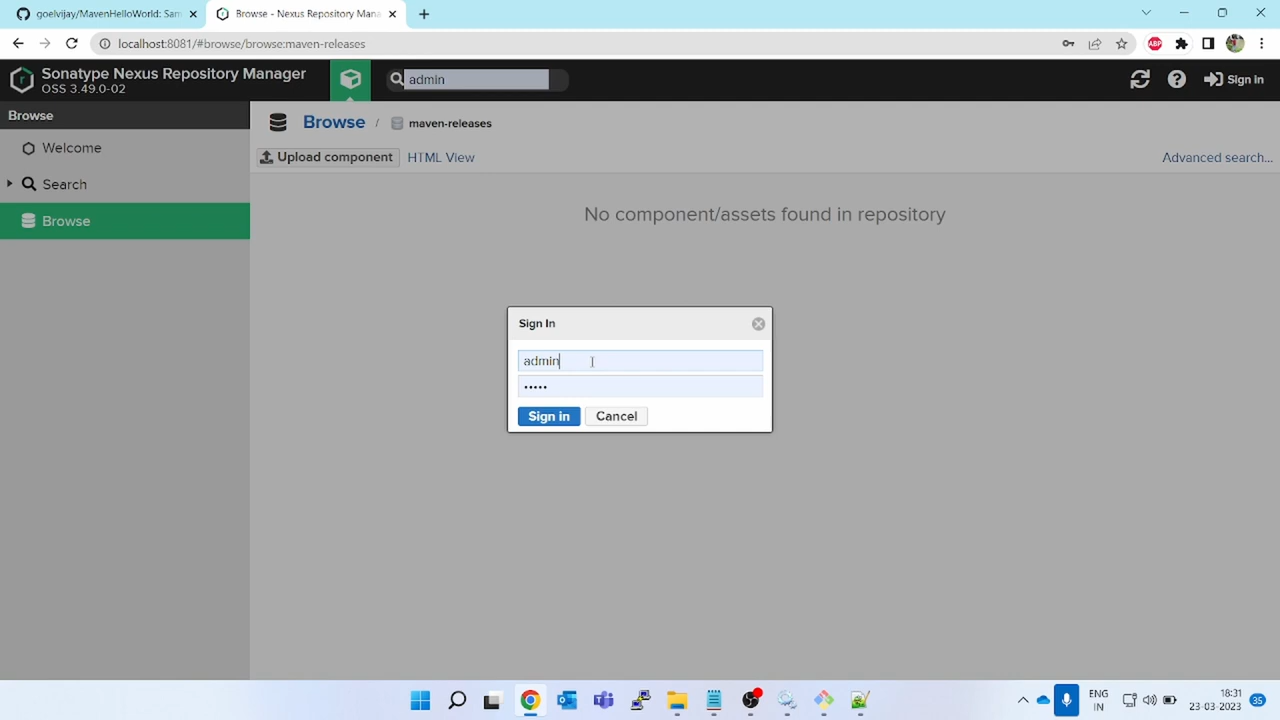 goelvijay/MavenHelloWorld: Sam
Browse - Nexus Repository Mana
localhost:8081/#browse/browse:maven-releases
ABP
Sonatype Nexus Repository Manager
OSS 3.49.0-02
admin
Sign in
Browse
Browse / maven-releases
Welcome
Upload component
HTML View
Advanced search...
Search
Browse
No component/assets found in repository
Sign In
admin
•••••
Sign in
Cancel
ENG
IN
18:31
23-03-2023
35